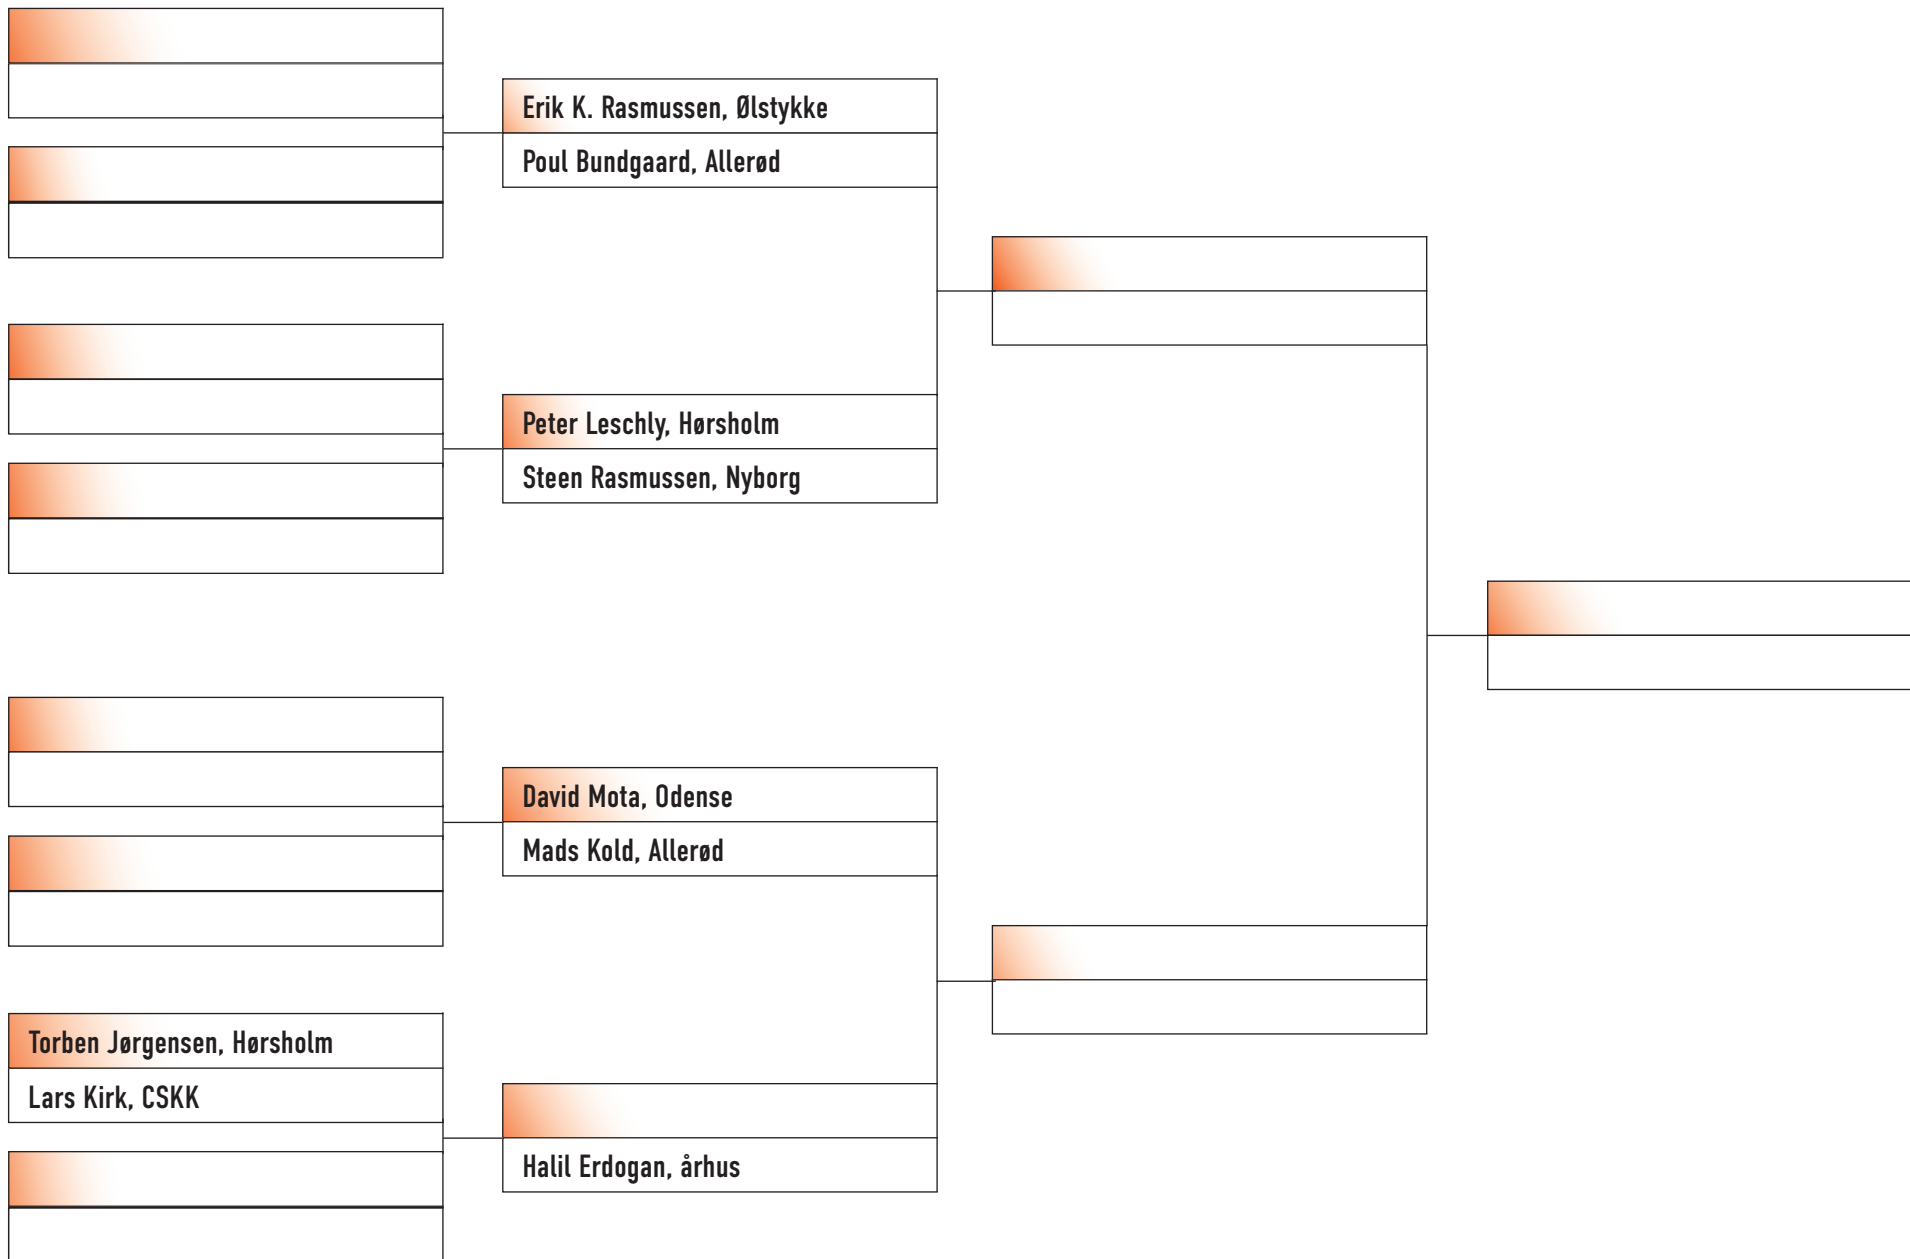 Erik K. Rasmussen, Ølstykke
Poul Bundgaard, Allerød
Peter Leschly, Hørsholm
Steen Rasmussen, Nyborg
David Mota, Odense
Mads Kold, Allerød
Torben Jørgensen, Hørsholm
Lars Kirk, CSKK
Halil Erdogan, århus